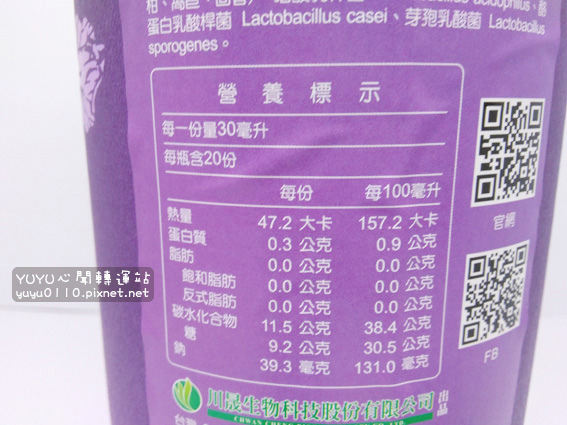 蛋白乳酸桿菌 Lactobacillus casei、芽孢乳酸菌 Lactobacillus
sporogenes。
營養標示
每一份量30毫升
每瓶含20份
每份 每100毫升
熱量 47.2 大卡 157.2 大卡
蛋白質 0.3 公克 0.9 公克
脂肪 0.0 公克 0.0 公克
飽和脂肪 0.0 公克 0.0 公克
反式脂肪 0.0 公克 0.0 公克
碳水化合物 11.5 公克 38.4 公克
糖 9.2 公克 30.5 公克
鈉 39.3 毫克 131.0 毫克
官網
FB
YUYU心開轉運站
yuyu0110.pixnet.net
川晟生物科技股份有限公司 出品